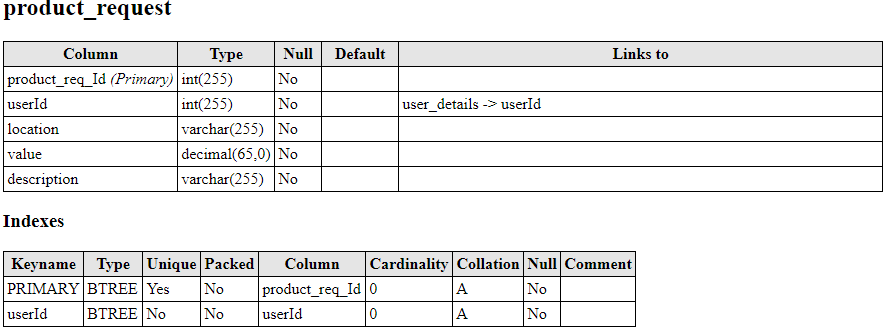 product_request
Column Type Null Default Links to
product_req_Id (Primary) int(255) No
userId int(255) No user_details -> userId
location varchar(255) No
value decimal(65,0) No
description varchar(255) No
Indexes
Keyname Type Unique Packed Column Cardinality Collation Null Comment
PRIMARY BTREE Yes No product_req_Id 0 A No
userId BTREE No No userId 0 A No